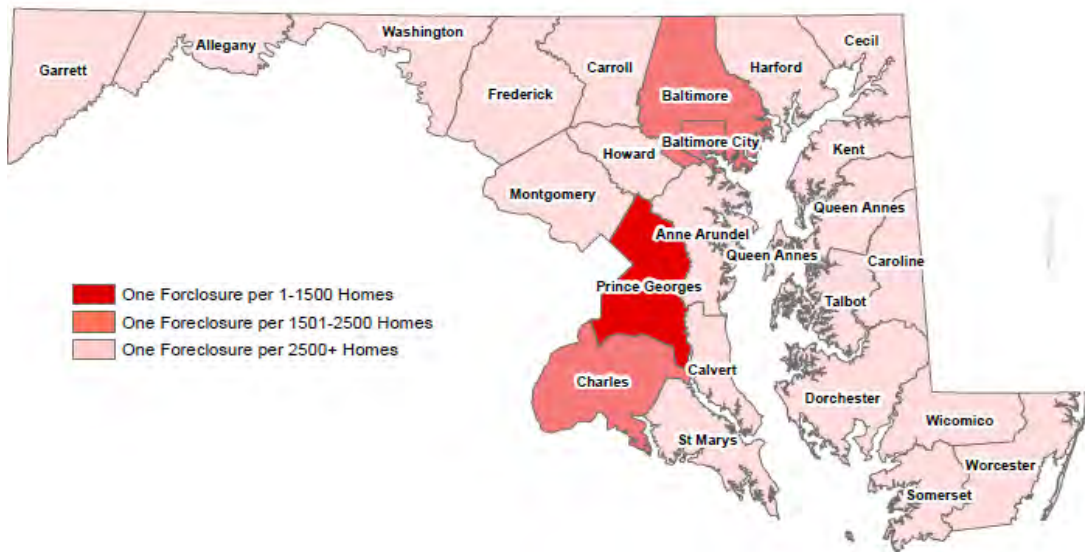 Washington
Cecil
Allegany
Garrett
Carroll
Harford
Frederick
Baltimore
Baltimore City
Kent
Howard
Montgomery
Queen Annes
Anne Arundel
Queen Annes
Caroline
Prince Georges
Talbot
One Forclosure per 1-1500 Homes
One Foreclosure per 1501-2500 Homes
One Foreclosure per 2500+ Homes
Calvert
Charles
Dorchester
Wicomico
St Marys
Worcester
Somerset